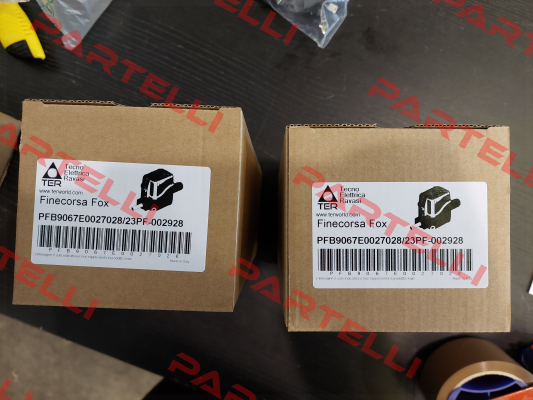 TER
Tecno
Elettrica
Ravasi
www.terworld.com
Finecorsa Fox
PFB9067E0027028/23PF-002928
PFB9067E0027028
TER
Tecno
Elettrica
Ravasi
www.terworld.com
Finecorsa Fox
PFB9067E0027028/23PF-002928
PARTELLI
PARTELLI
PARTELLI
PARTELLI
PARTELLI